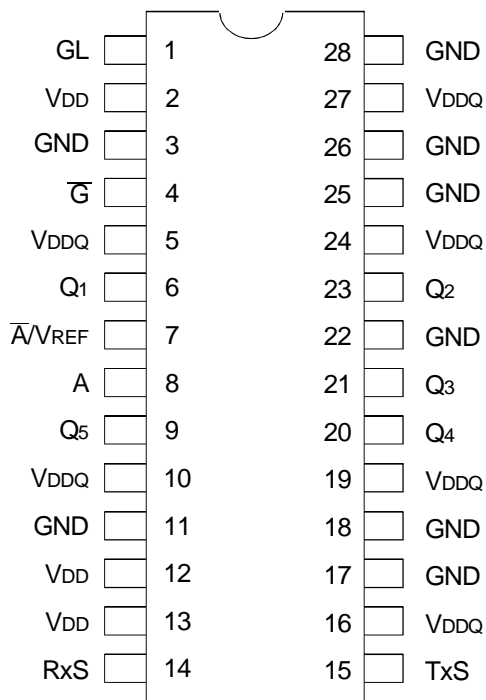 GL 1 28 GND
VDD 2 27 VDDQ
GND 3 26 GND
G̅ 4 25 GND
VDDQ 5 24 VDDQ
Q1 6 23 Q2
A̅/VREF 7 22 GND
A 8 21 Q3
Q5 9 20 Q4
VDDQ 10 19 VDDQ
GND 11 18 GND
VDD 12 17 GND
VDD 13 16 VDDQ
RxS 14 15 TxS